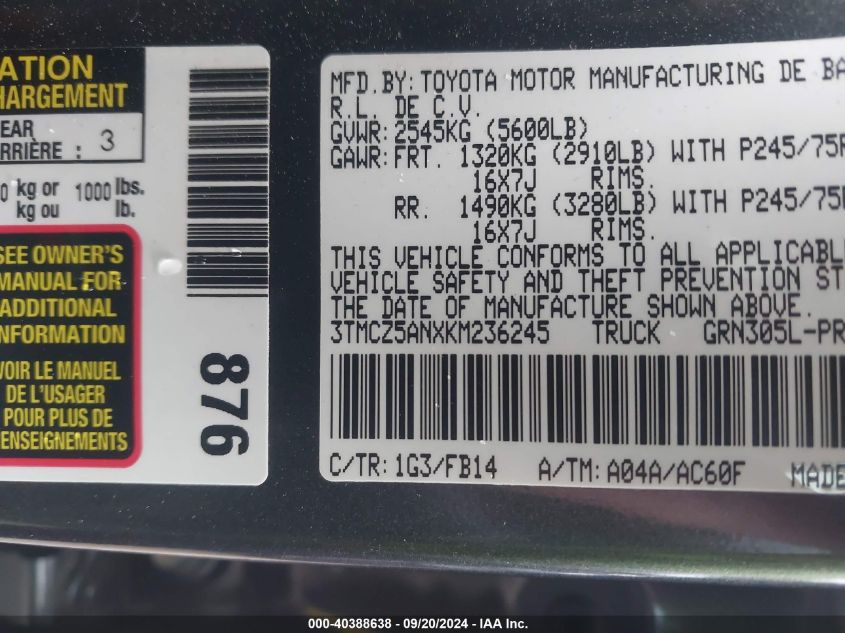 ATION
HARGEMENT
EAR
RRIÈRE : 3
0 kg or 1000 lbs.
kg ou lb.
SEE OWNER'S
MANUAL FOR
ADDITIONAL
INFORMATION
VOIR LE MANUEL
DE L'USAGER
POUR PLUS DE
ENSEIGNEMENTS
876
MFD.BY:TOYOTA MOTOR MANUFACTURING DE BA
R.L. DE C.V.
GVWR:2545KG (5600LB)
GAWR:FRT. 1320KG (2910LB) WITH P245/75R
16X7J RIMS.
RR. 1490KG (3280LB) WITH P245/75R
16X7J RIMS.
THIS VEHICLE CONFORMS TO ALL APPLICABLE
VEHICLE SAFETY AND THEFT PREVENTION ST
THE DATE OF MANUFACTURE SHOWN ABOVE.
3TMCZ5ANXKM236245 TRUCK GRN305L-PR
C/TR:1G3/FB14 A/TM:A04A/AC60F MADE
000-40388638 - 09/20/2024 - IAA Inc.